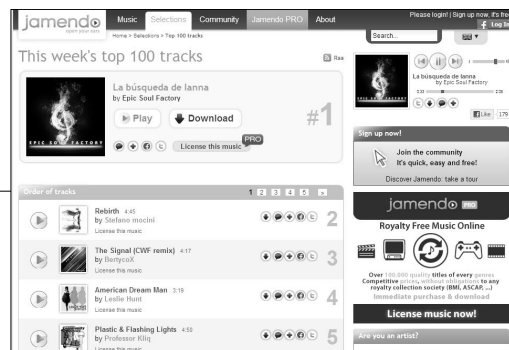 jamendo
open your ears
Music Selections Community Jamendo PRO About
Please login! | Sign up now, it's free
Log in
Home > Selections > Top 100 tracks
Search...
This week's top 100 tracks
Rss
La búsqueda de Ianna
by Epic Soul Factory
Play
Download
#1
License this music
PRO
EPIC SOUL FACTORY
La búsqueda de Ianna
by Epic Soul Factory
Like 179
Sign up now!
Join the community
It's quick, easy and free!
Discover Jamendo: take a tour
Order of tracks
1 2 3 4 5
Rebirth 4:45
by Stefano mocini
License this music
2
The Signal (CWF remix) 4:17
by BertycoX
License this music
3
American Dream Man 3:19
by Leslie Hunt
License this music
4
Plastic & Flashing Lights 4:50
by Professor Kliq
License this music
5
jamendo PRO
Royalty Free Music Online
Over 100.000 quality titles of every genres
Competitive prices, without obligations to any
royalty collection society (BMI, ASCAP, ...)
Immediate purchase & download
License music now!
Are you an artist?